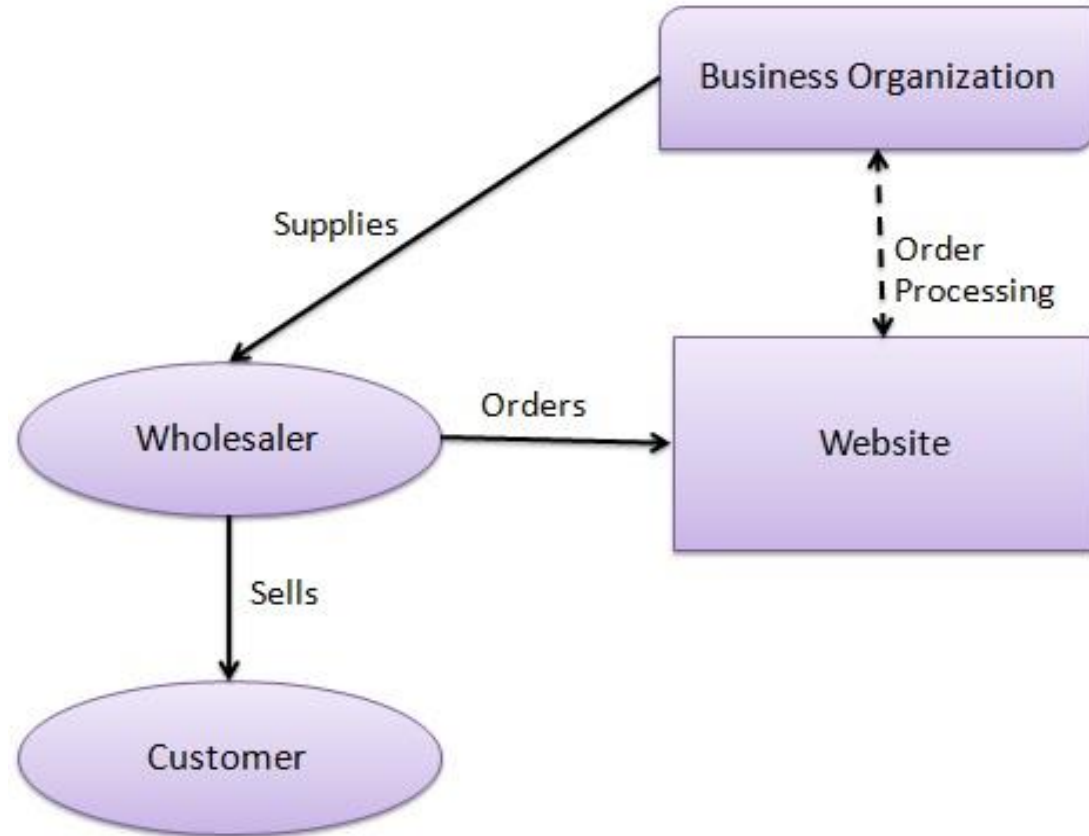 Business Organization
Supplies
Order
Processing
Wholesaler
Orders
Website
Sells
Customer